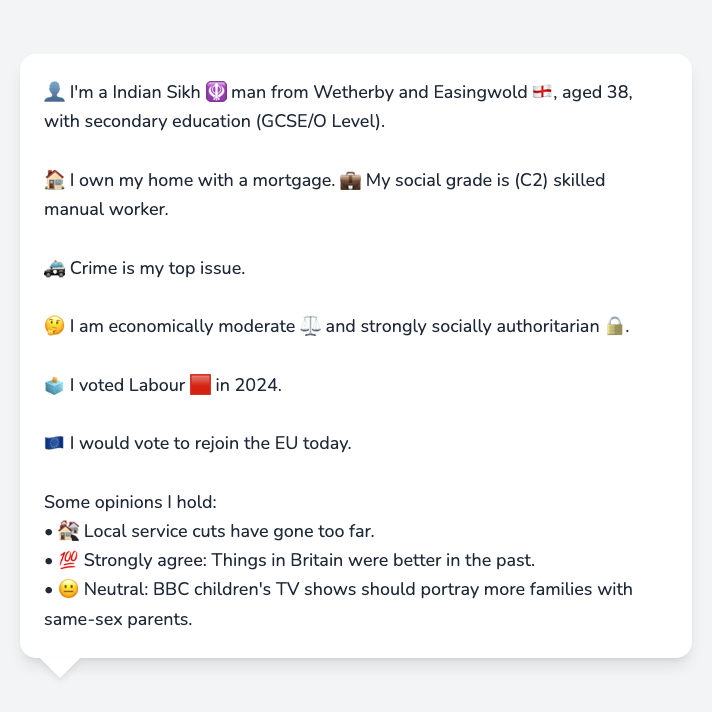 👤 I'm a Indian Sikh 🪯 man from Wetherby and Easingwold 🏴󠁧󠁢󠁥󠁮󠁧󠁿, aged 38,
with secondary education (GCSE/O Level).
🏠 I own my home with a mortgage. 💼 My social grade is (C2) skilled
manual worker.
🚓 Crime is my top issue.
🤔 I am economically moderate ⚖️ and strongly socially authoritarian 🔒.
🗳️ I voted Labour 🟥 in 2024.
🇪🇺 I would vote to rejoin the EU today.
Some opinions I hold:
• 🏚️ Local service cuts have gone too far.
• 💯 Strongly agree: Things in Britain were better in the past.
• 😐 Neutral: BBC children's TV shows should portray more families with
same-sex parents.